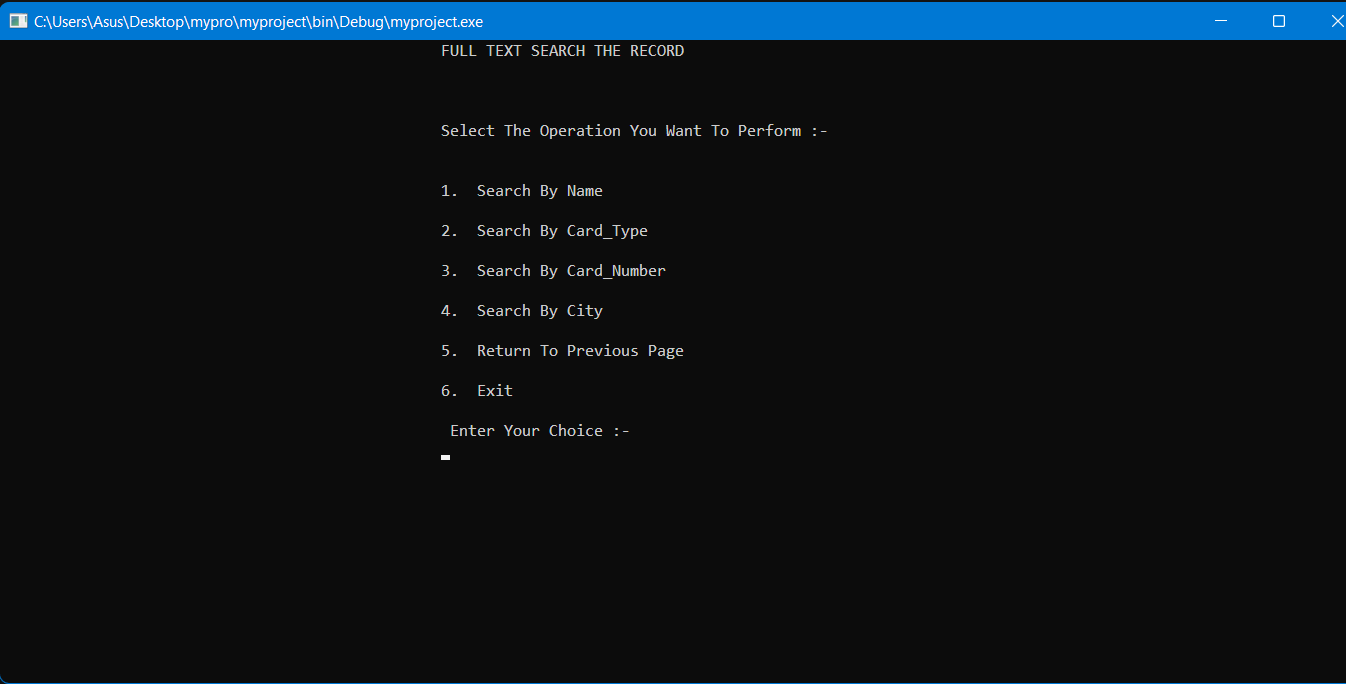 C:\Users\Asus\Desktop\mypro\myproject\bin\Debug\myproject.exe
FULL TEXT SEARCH THE RECORD
Select The Operation You Want To Perform :-
1.  Search By Name
2.  Search By Card_Type
3.  Search By Card_Number
4.  Search By City
5.  Return To Previous Page
6.  Exit
Enter Your Choice :-